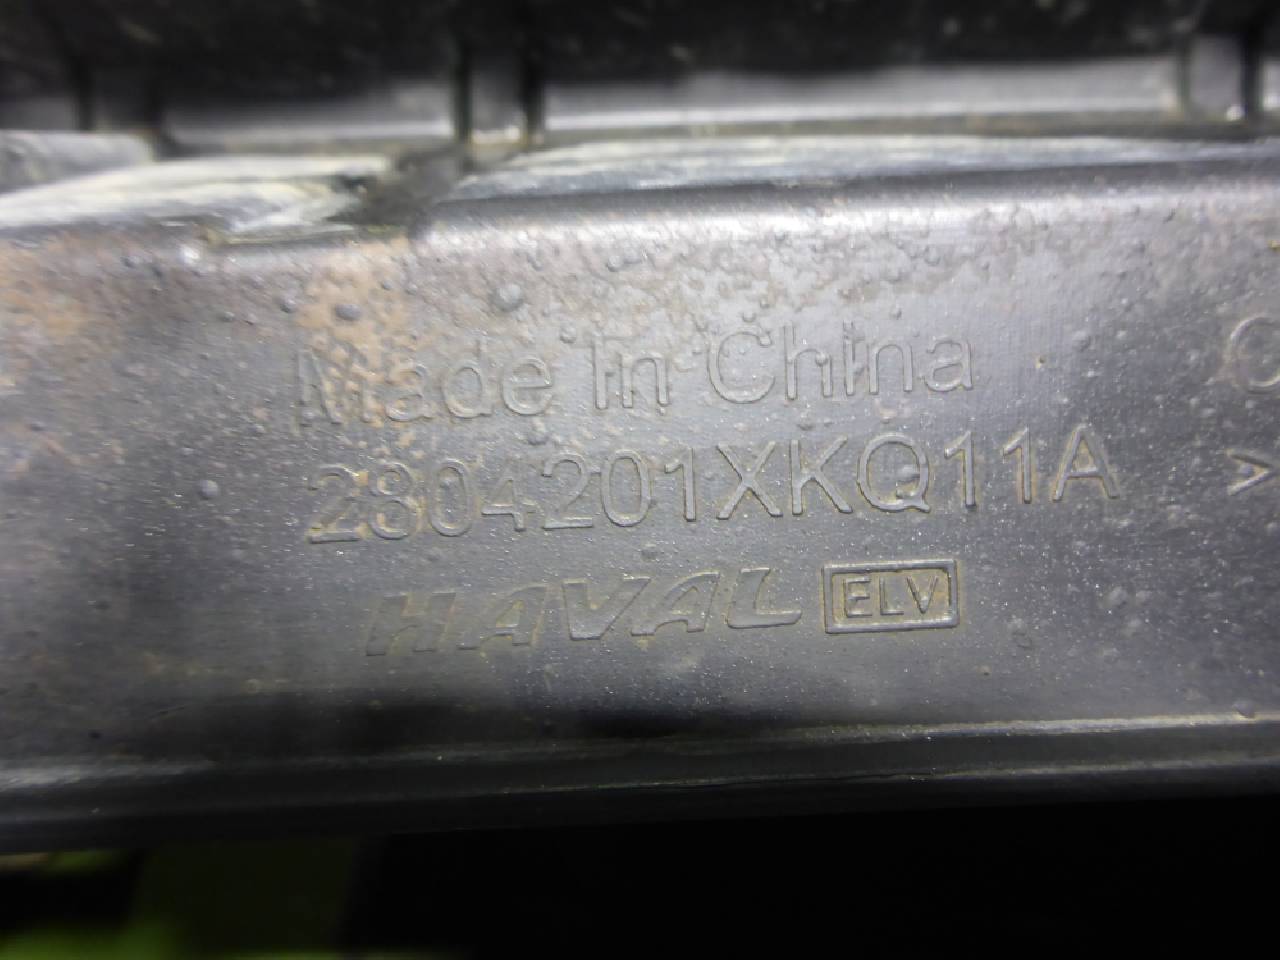 Made In China
2804201XKQ11A
HAVAL ELV